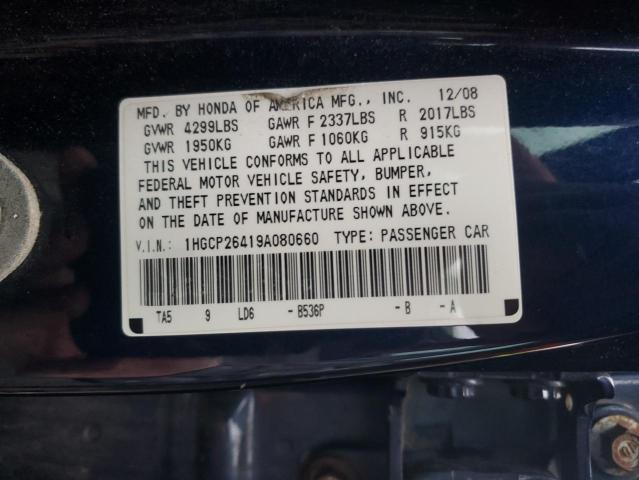 MFD. BY HONDA OF AMERICA MFG., INC. 12/08
GVWR 4299LBS GAWR F 2337LBS R 2017LBS
GVWR 1950KG GAWR F 1060KG R 915KG
THIS VEHICLE CONFORMS TO ALL APPLICABLE
FEDERAL MOTOR VEHICLE SAFETY, BUMPER,
AND THEFT PREVENTION STANDARDS IN EFFECT
ON THE DATE OF MANUFACTURE SHOWN ABOVE.
V.I.N.: 1HGCP26419A080660 TYPE: PASSENGER CAR
TA5 9 LD6 -B536P -B -A